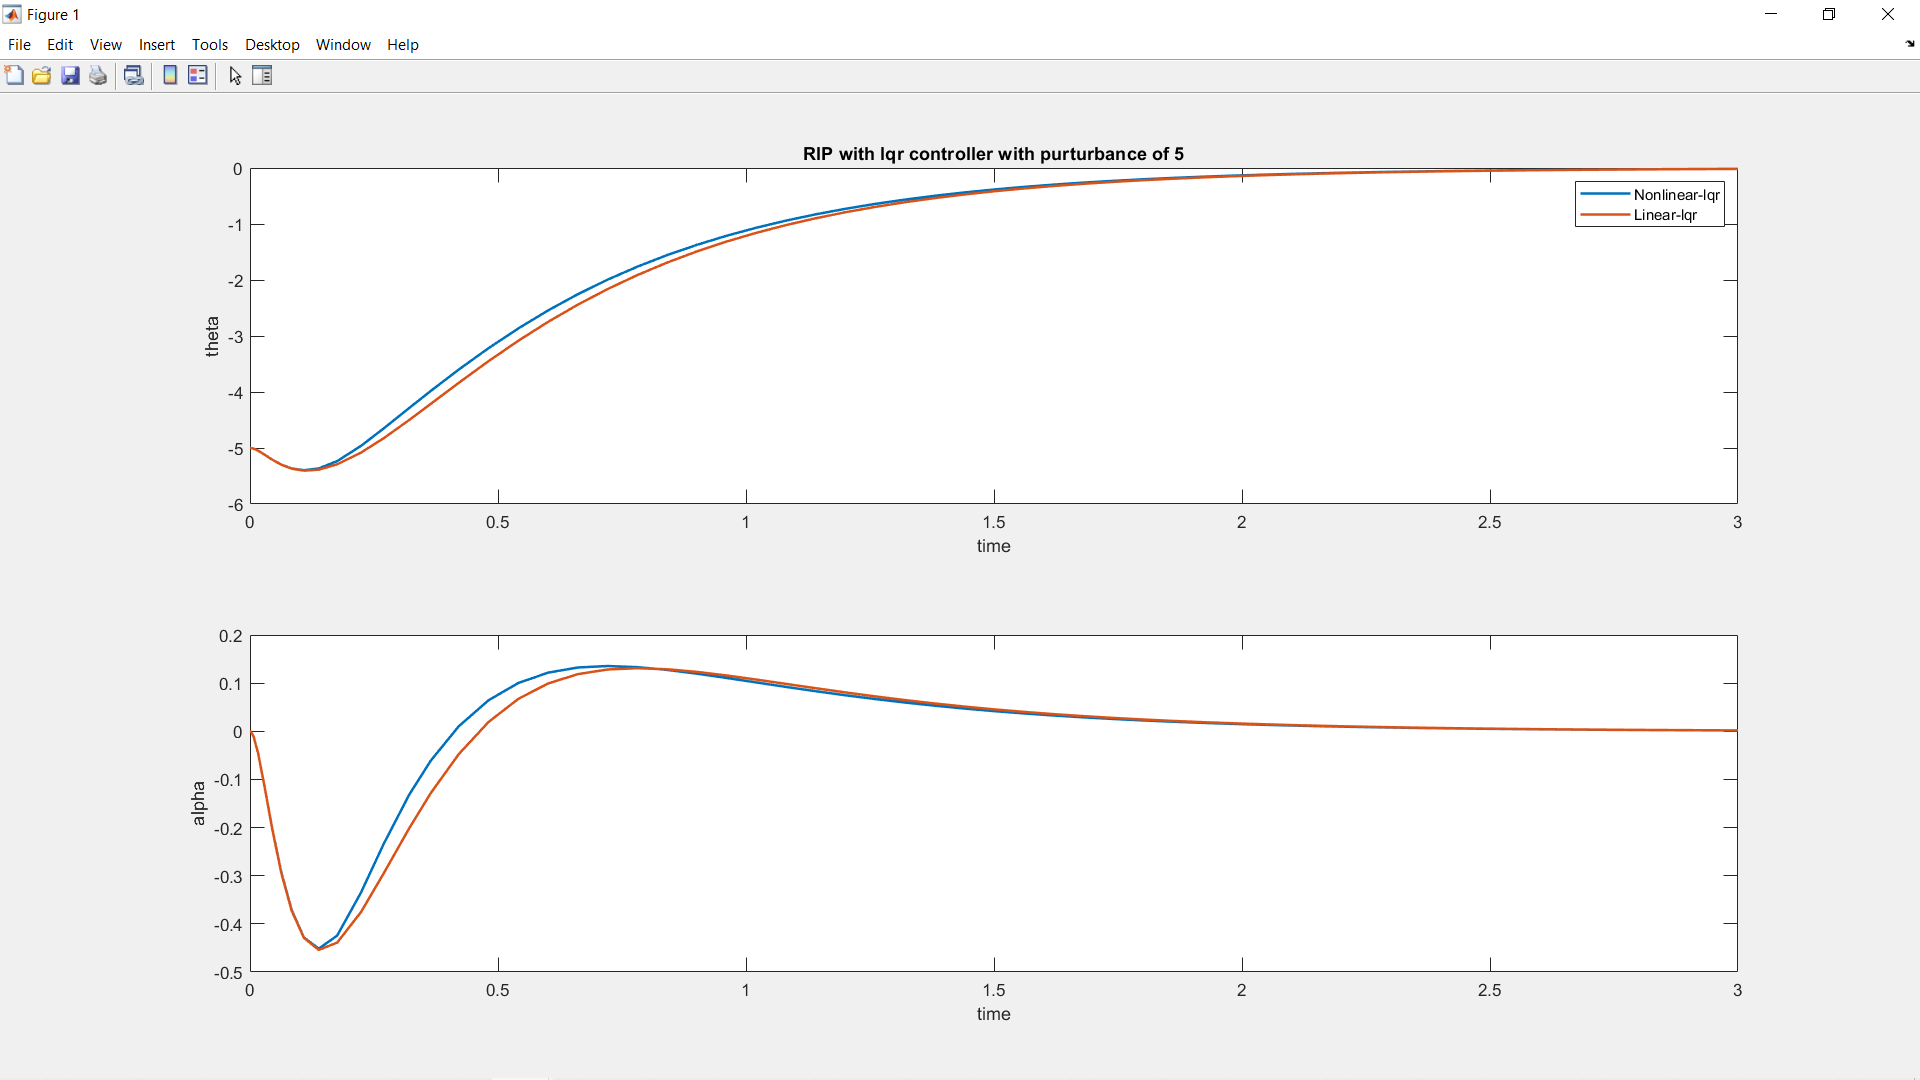 Figure 1
File Edit View Insert Tools Desktop Window Help
RIP with lqr controller with purturbance of 5
0
-1
-2
-3
-4
-5
-6
theta
Nonlinear-lqr
Linear-lqr
0 0.5 1 1.5 2 2.5 3
time
0.2
0.1
0
-0.1
-0.2
-0.3
-0.4
-0.5
alpha
0 0.5 1 1.5 2 2.5 3
time